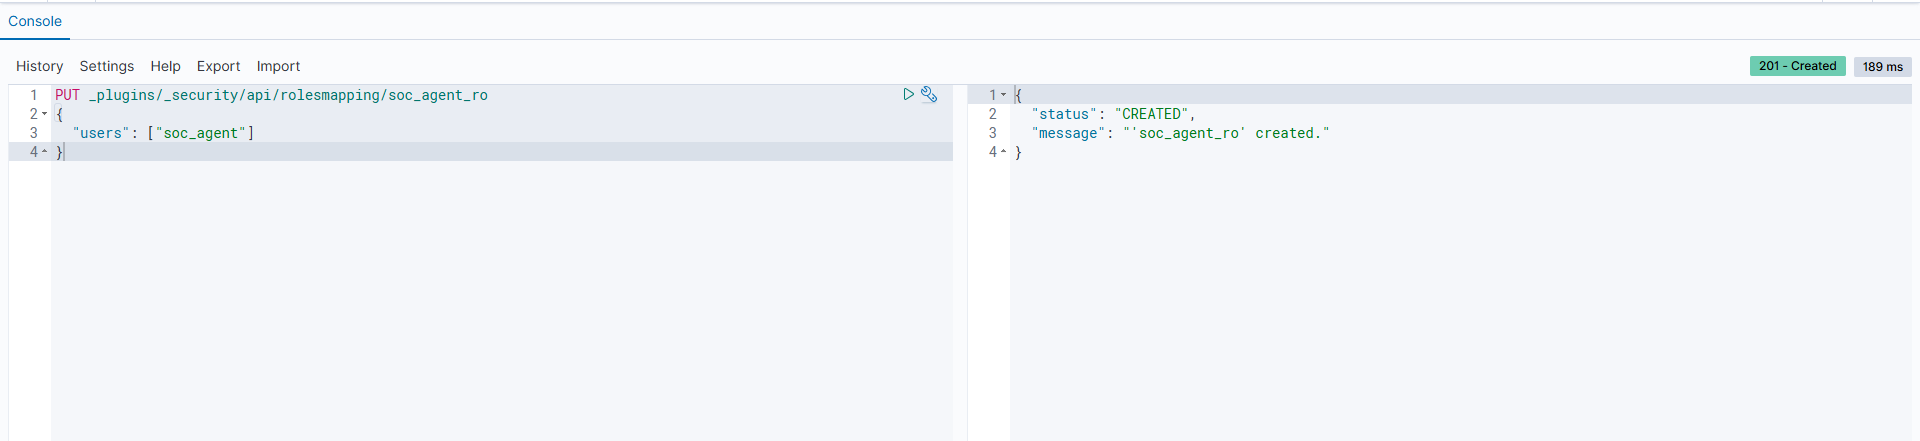 Console
History Settings Help Export Import
201 - Created 189 ms
1 PUT _plugins/_security/api/rolesmapping/soc_agent_ro
2 {
3 "users": ["soc_agent"]
4 }
1 {
2 "status": "CREATED",
3 "message": "'soc_agent_ro' created."
4 }